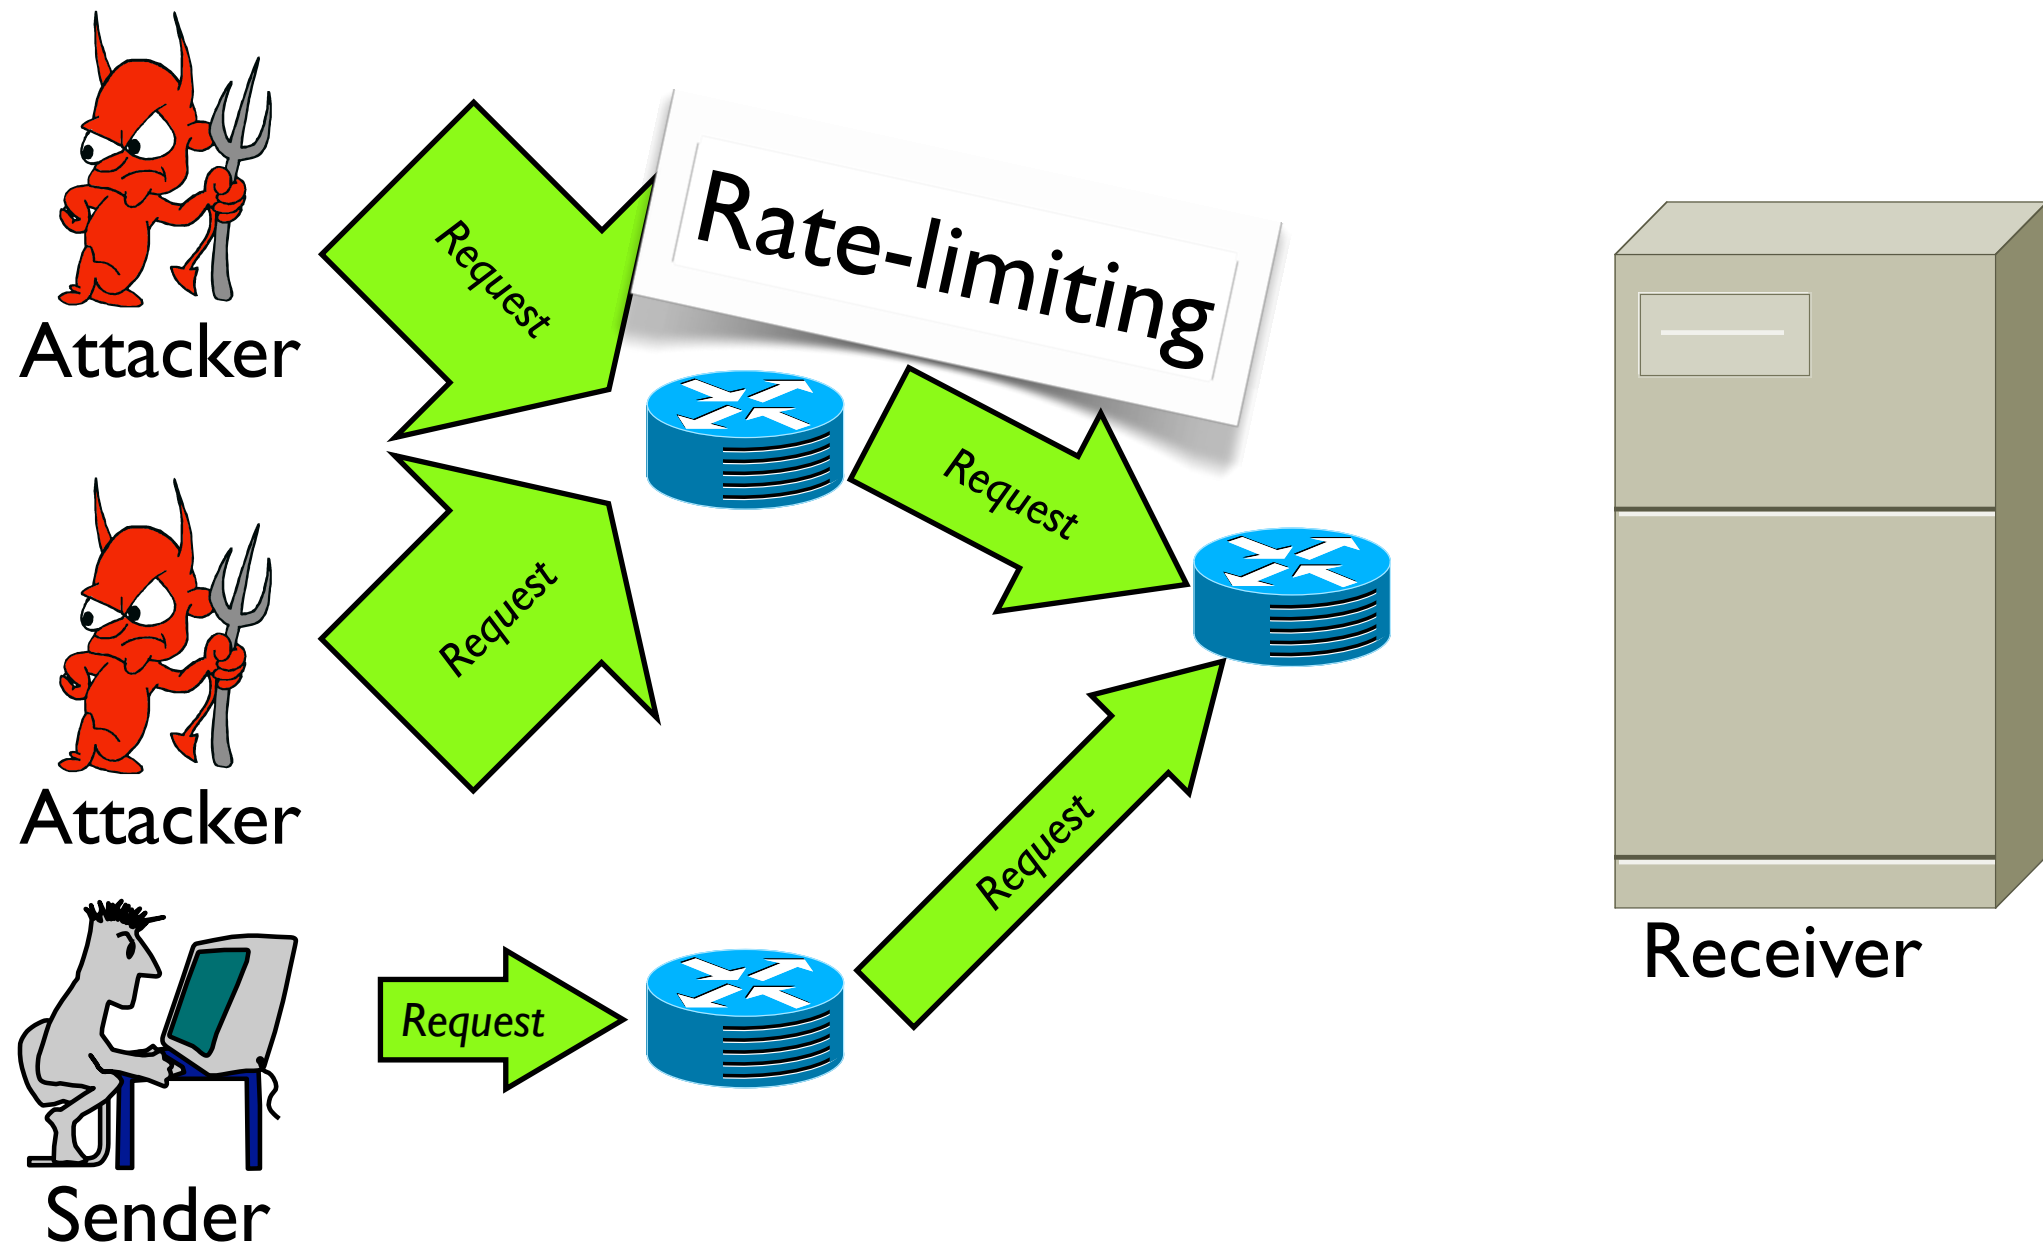 Rate-limiting
Request
Attacker
Request
Request
Attacker
Request
Receiver
Request
Sender